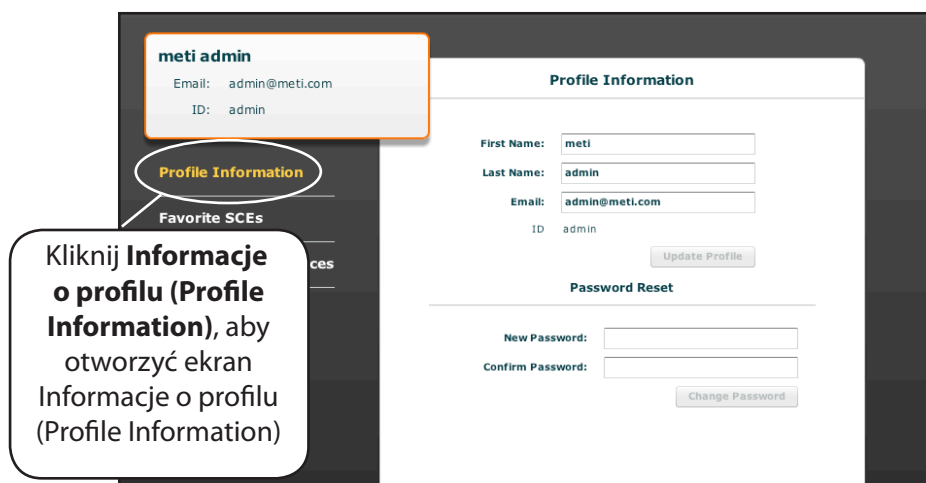 meti admin
Email: admin@meti.com
ID: admin
Profile Information
Favorite SCEs
ces
Kliknij Informacje
o profilu (Profile
Information), aby
otworzyć ekran
Informacje o profilu
(Profile Information)
Profile Information
First Name: meti
Last Name: admin
Email: admin@meti.com
ID admin
Update Profile
Password Reset
New Password:
Confirm Password:
Change Password